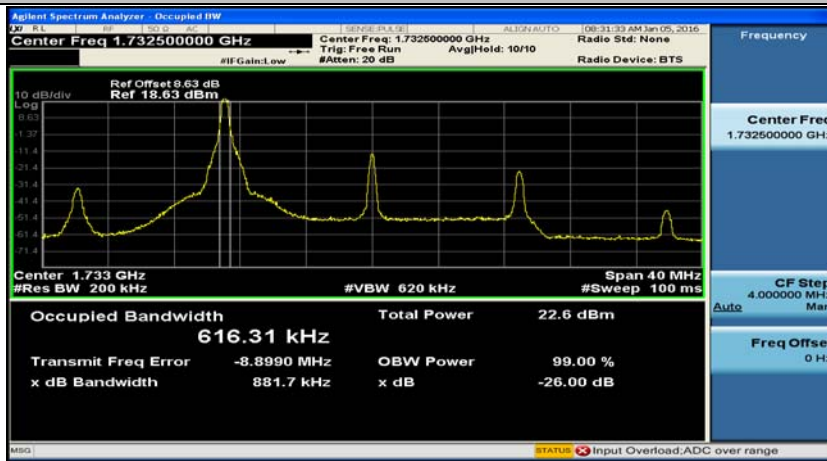 Agilent Spectrum Analyzer - Occupied BW
RL RF 50 Ω AC SENSE:PULSE ALIGN AUTO 08:31:33 AM Jan 05, 2016
Center Freq 1.732500000 GHz
Center Freq: 1.732500000 GHz
Radio Std: None
Trig: Free Run Avg|Hold: 10/10
#IFGain:Low #Atten: 20 dB Radio Device: BTS
Ref Offset 8.63 dB
10 dB/div Ref 18.63 dBm
Log
8.63
-1.37
-11.4
-21.4
-31.4
-41.4
-51.4
-61.4
-71.4
Center 1.733 GHz Span 40 MHz
#Res BW 200 kHz #VBW 620 kHz #Sweep 100 ms
Occupied Bandwidth Total Power 22.6 dBm
616.31 kHz
Transmit Freq Error -8.8990 MHz OBW Power 99.00 %
x dB Bandwidth 881.7 kHz x dB -26.00 dB
MSG STATUS Input Overload;ADC over range
Frequency
Center Freq
1.732500000 GHz
CF Step
4.000000 MHz
Auto Man
Freq Offse
0 Hz